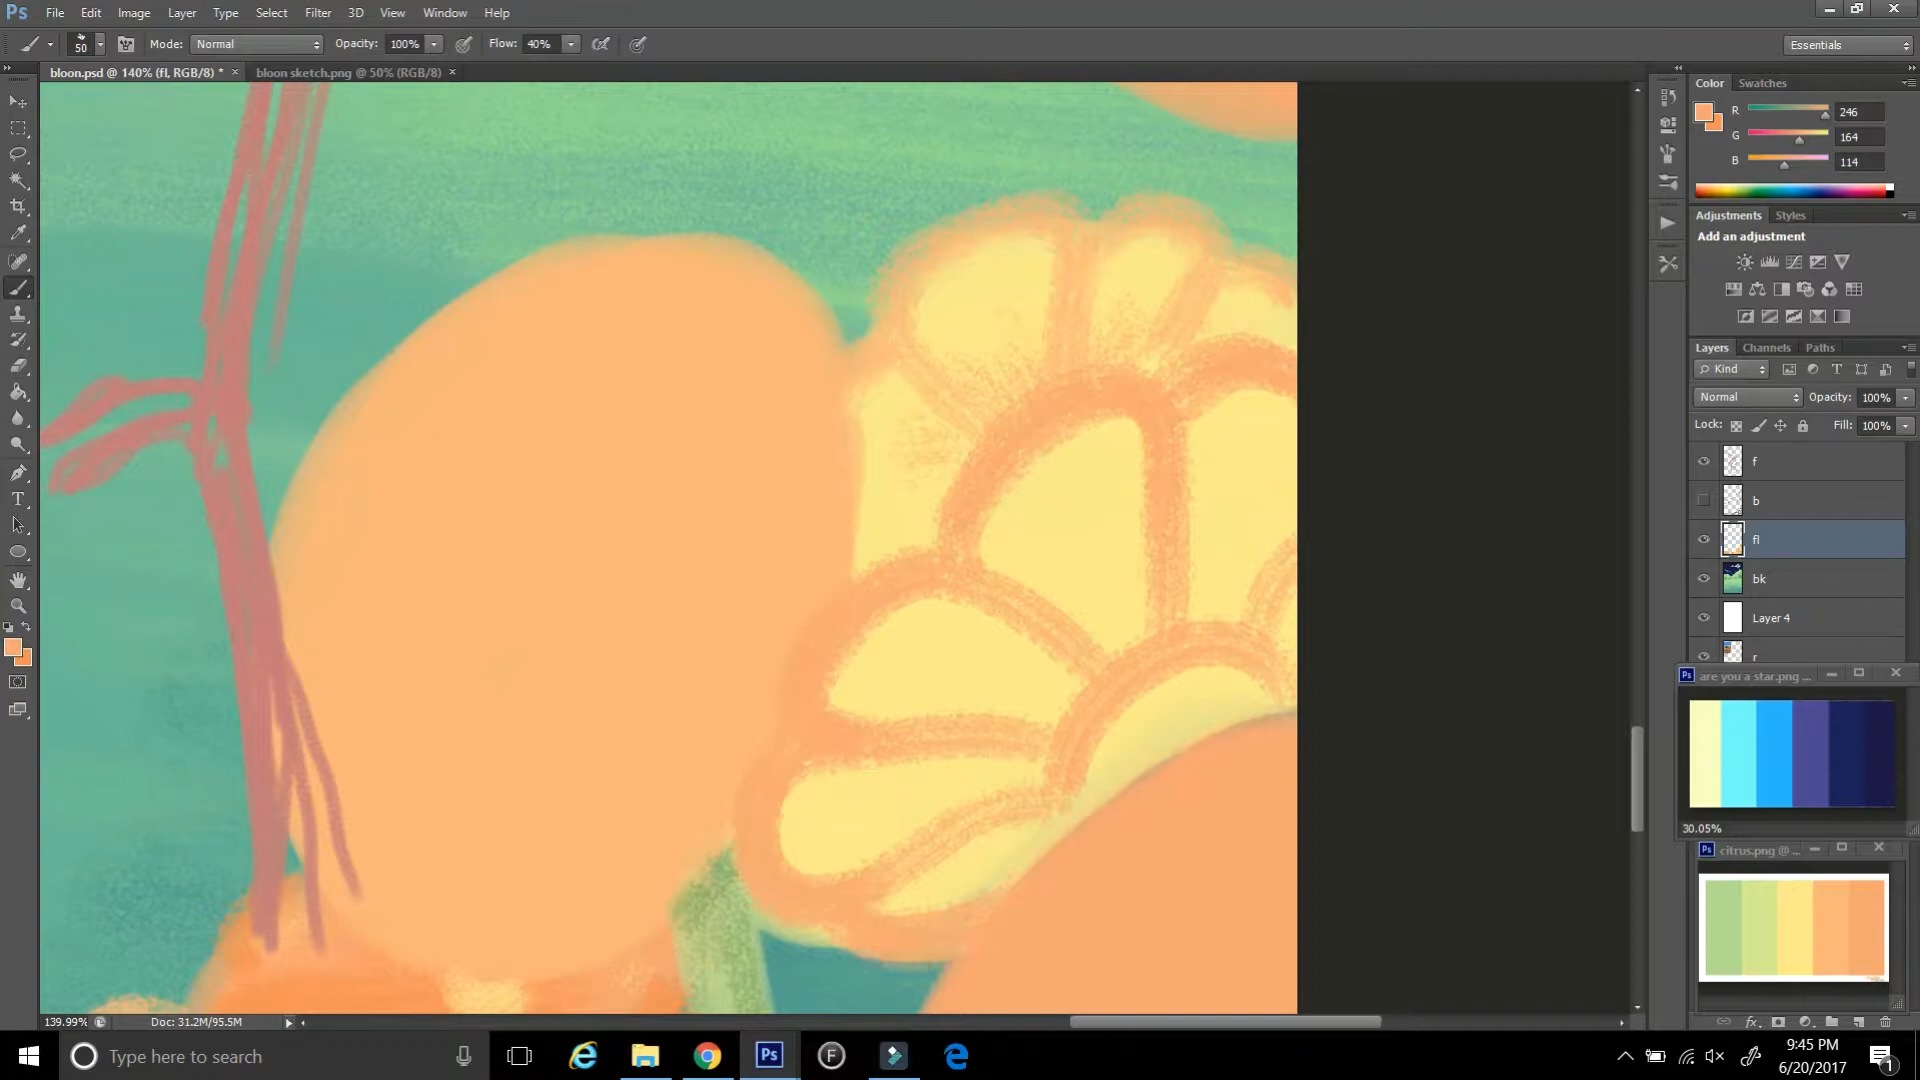 Ps File Edit Image Layer Type Select Filter 3D View Window Help
50 Mode: Normal Opacity: 100% Flow: 40% Essentials
bloon.psd @ 140% (fl, RGB/8) * × bloon sketch.png @ 50% (RGB/8) ×
Color Swatches
R 246
G 164
B 114
Adjustments Styles
Add an adjustment
Layers Channels Paths
Kind
Normal Opacity: 100%
Lock: Fill: 100%
f
b
fl
bk
Layer 4
r
Ps are you a star.png ...
30.05%
Ps citrus.png @ ...
139.99% Doc: 31.2M/95.5M
Type here to search
Ps
F
9:45 PM
6/20/2017
1